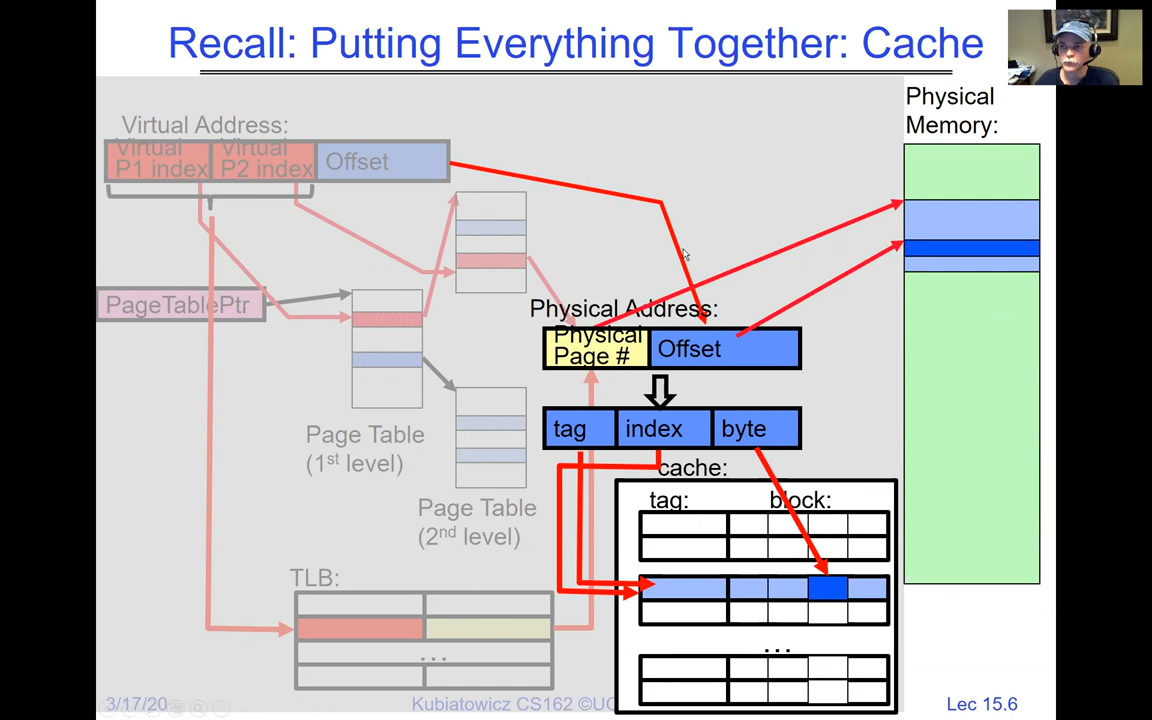 Recall: Putting Everything Together: Cache
Physical
Memory:
Virtual Address:
Virtual
P1 index
Virtual
P2 index
Offset
PageTablePtr
Physical Address:
Physical
Page #
Offset
tag
index
byte
Page Table
(1st level)
cache:
tag:
block:
Page Table
(2nd level)
TLB:
...
...
3/17/20
Kubiatowicz CS162 ©UC
Lec 15.6